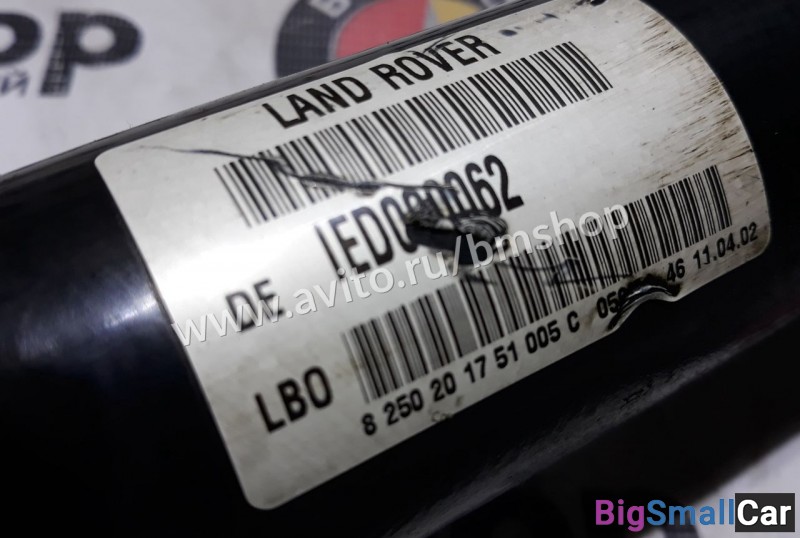 LAND ROVER
IED000062
DE
www.avito.ru/bmshop
LBO
8 250 20 17 51 005 C 46 11.04.02
BigSmallCar